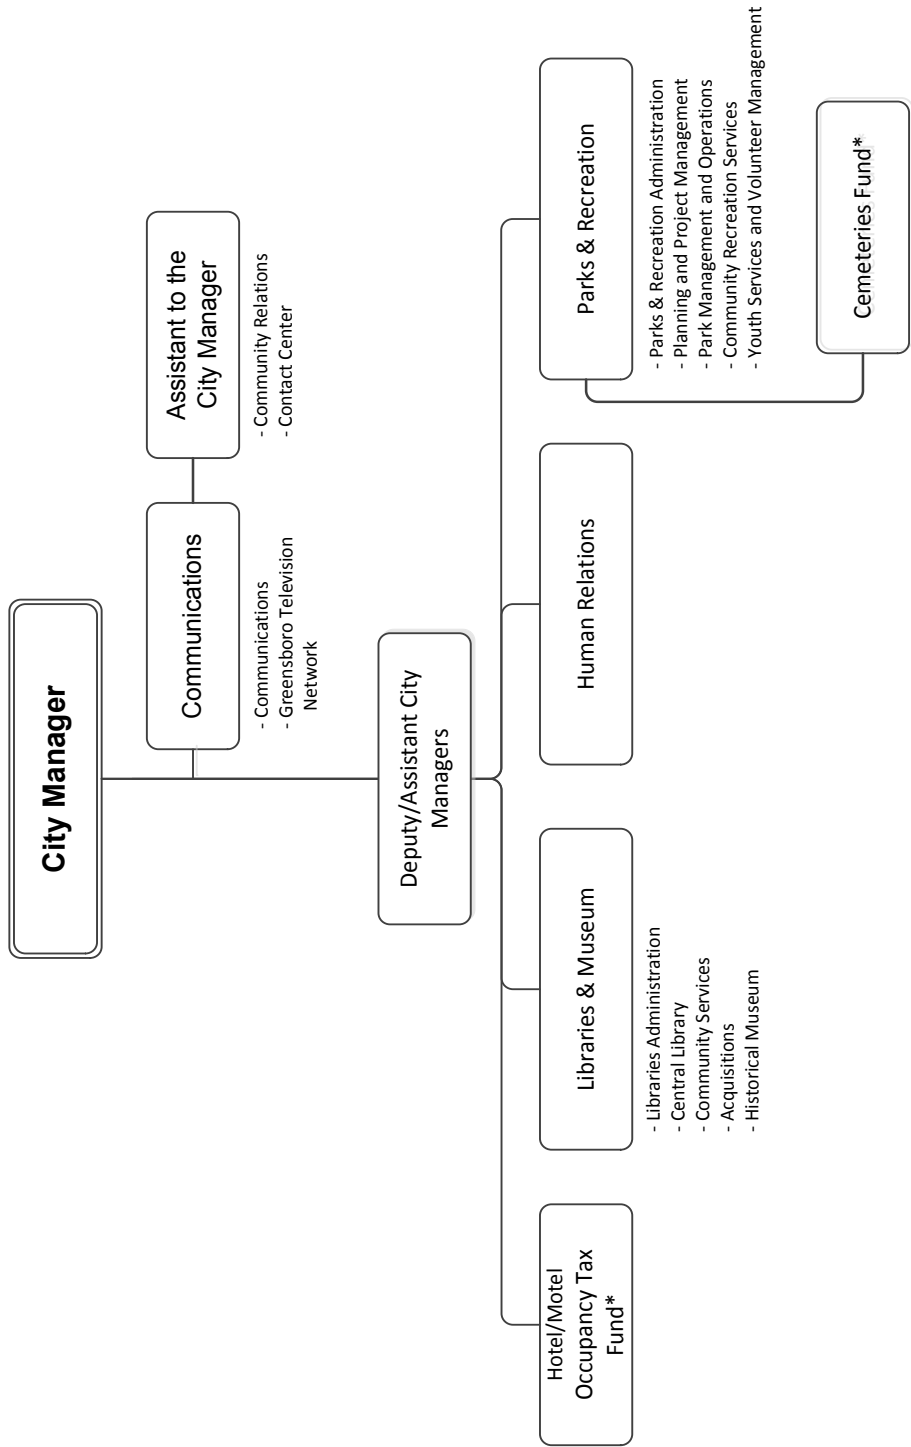 City Manager
Communications
- Communications
- Greensboro Television
Network
Assistant to the
City Manager
- Community Relations
- Contact Center
Deputy/Assistant City
Managers
Hotel/Motel
Occupancy Tax
Fund*
Libraries & Museum
- Libraries Administration
- Central Library
- Community Services
- Acquisitions
- Historical Museum
Human Relations
Parks & Recreation
- Parks & Recreation Administration
- Planning and Project Management
- Park Management and Operations
- Community Recreation Services
- Youth Services and Volunteer Management
Cemeteries Fund*